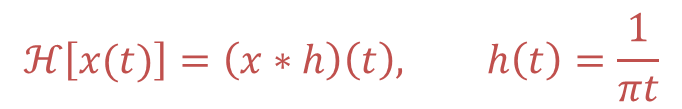 ℋ[x(t)] = (x * h)(t), h(t) = 1/πt